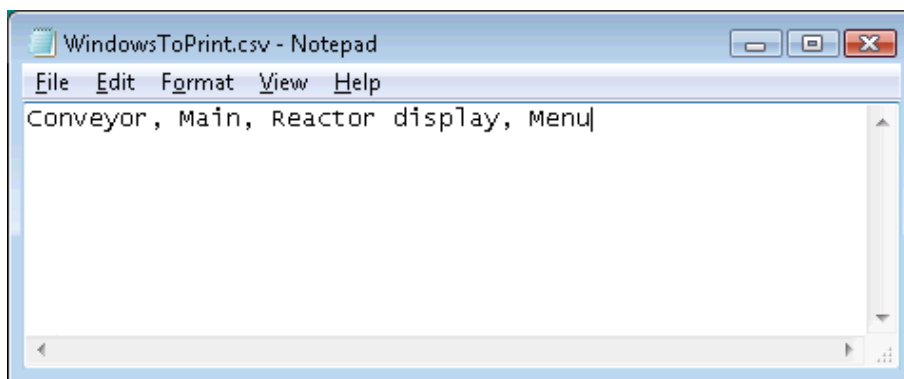 WindowsToPrint.csv - Notepad
File Edit Format View Help
Conveyor, Main, Reactor display, Menu